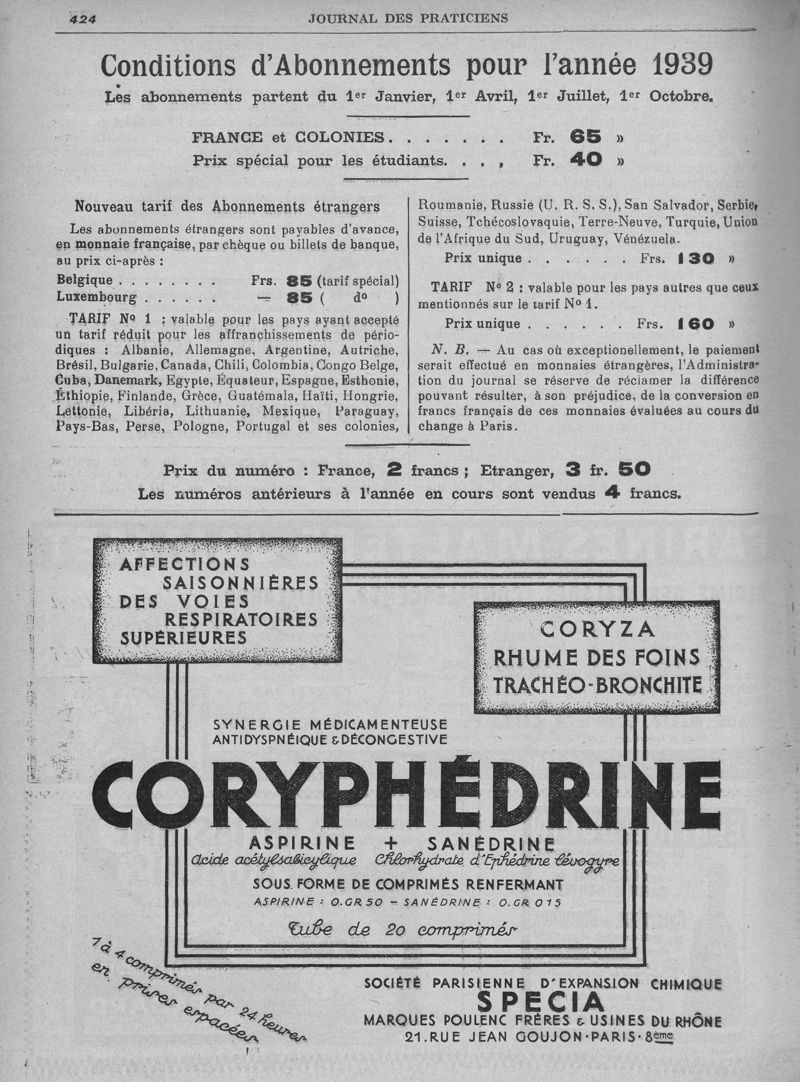 424 JOURNAL DES PRATICIENS
Conditions d'Abonnements pour l'année 1939
Les abonnements partent du 1er Janvier, 1er Avril, 1er Juillet, 1er Octobre.
FRANCE et COLONIES. . . . . . . Fr. 65 »
Prix spécial pour les étudiants. . . , Fr. 40 »
Nouveau tarif des Abonnements étrangers
Les abonnements étrangers sont payables d'avance,
en monnaie française, par chèque ou billets de banque,
au prix ci-après :
Belgique . . . . . . . . Frs. 85 (tarif spécial)
Luxembourg . . . . . . — 85 ( do )
TARIF No 1 : valable pour les pays ayant accepté
un tarif réduit pour les affranchissements de pério-
diques : Albanie, Allemagne, Argentine, Autriche,
Brésil, Bulgarie, Canada, Chili, Colombia, Congo Belge,
Cuba, Danemark, Egypte, Équateur, Espagne, Esthonie,
Éthiopie, Finlande, Grèce, Guatémala, Haïti, Hongrie,
Lettonie, Libéria, Lithuanie, Mexique, Paraguay,
Pays-Bas, Perse, Pologne, Portugal et ses colonies,
Roumanie, Russie (U. R. S. S.), San Salvador, Serbie,
Suisse, Tchécoslovaquie, Terre-Neuve, Turquie, Union
de l'Afrique du Sud, Uruguay, Vénézuela.
Prix unique . . . . . . Frs. 130 »
TARIF No 2 : valable pour les pays autres que ceux
mentionnés sur le tarif No 1.
Prix unique . . . . . . Frs. 160 »
N. B. — Au cas où exceptionellement, le paiement
serait effectué en monnaies étrangères, l'Administra-
tion du journal se réserve de réclamer la différence
pouvant résulter, à son préjudice, de la conversion en
francs français de ces monnaies évaluées au cours du
change à Paris.
Prix du numéro : France, 2 francs ; Etranger, 3 fr. 50
Les numéros antérieurs à l'année en cours sont vendus 4 francs.
AFFECTIONS
SAISONNIÈRES
DES VOIES
RESPIRATOIRES
SUPÉRIEURES
CORYZA
RHUME DES FOINS
TRACHÉO-BRONCHITE
SYNERGIE MÉDICAMENTEUSE
ANTIDYSPNÉIQUE & DÉCONGESTIVE
CORYPHÉDRINE
ASPIRINE + SANÉDRINE
Acide acétylsalicylique Chlorhydrate d'Ephédrine lévogyre
SOUS FORME DE COMPRIMÉS RENFERMANT
ASPIRINE : 0.GR 50 - SANÉDRINE : 0.GR 015
Tube de 20 comprimés
1 à 4 comprimés par 24 heures
en prises espacées
SOCIÉTÉ PARISIENNE D'EXPANSION CHIMIQUE
SPECIA
MARQUES POULENC FRÈRES & USINES DU RHÔNE
21. RUE JEAN GOUJON·PARIS·8ème